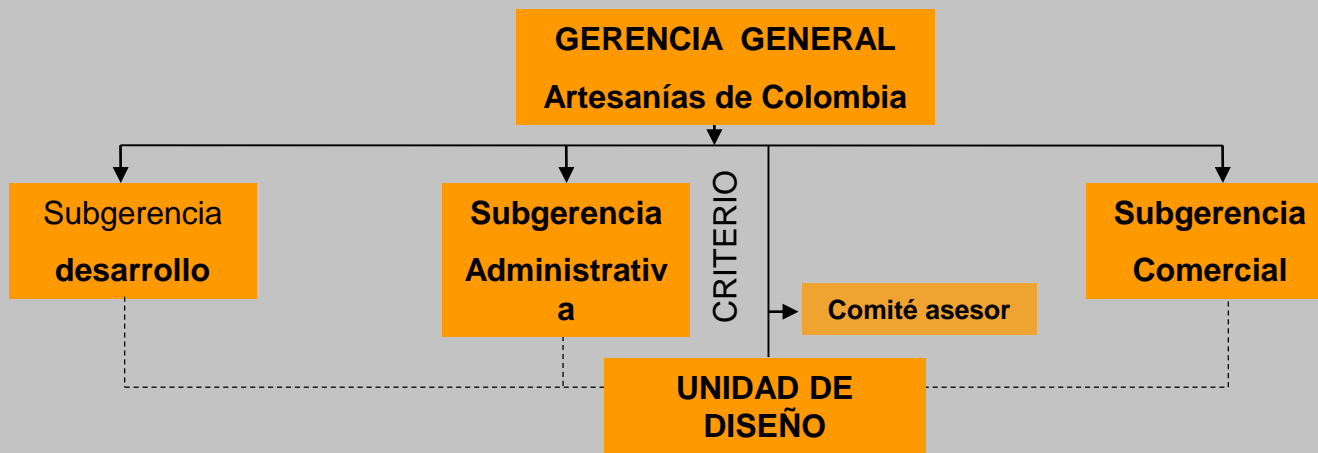 GERENCIA GENERAL
Artesanías de Colombia
Subgerencia
desarrollo
Subgerencia
Administrativ
a
CRITERIO
Subgerencia
Comercial
Comité asesor
UNIDAD DE
DISEÑO